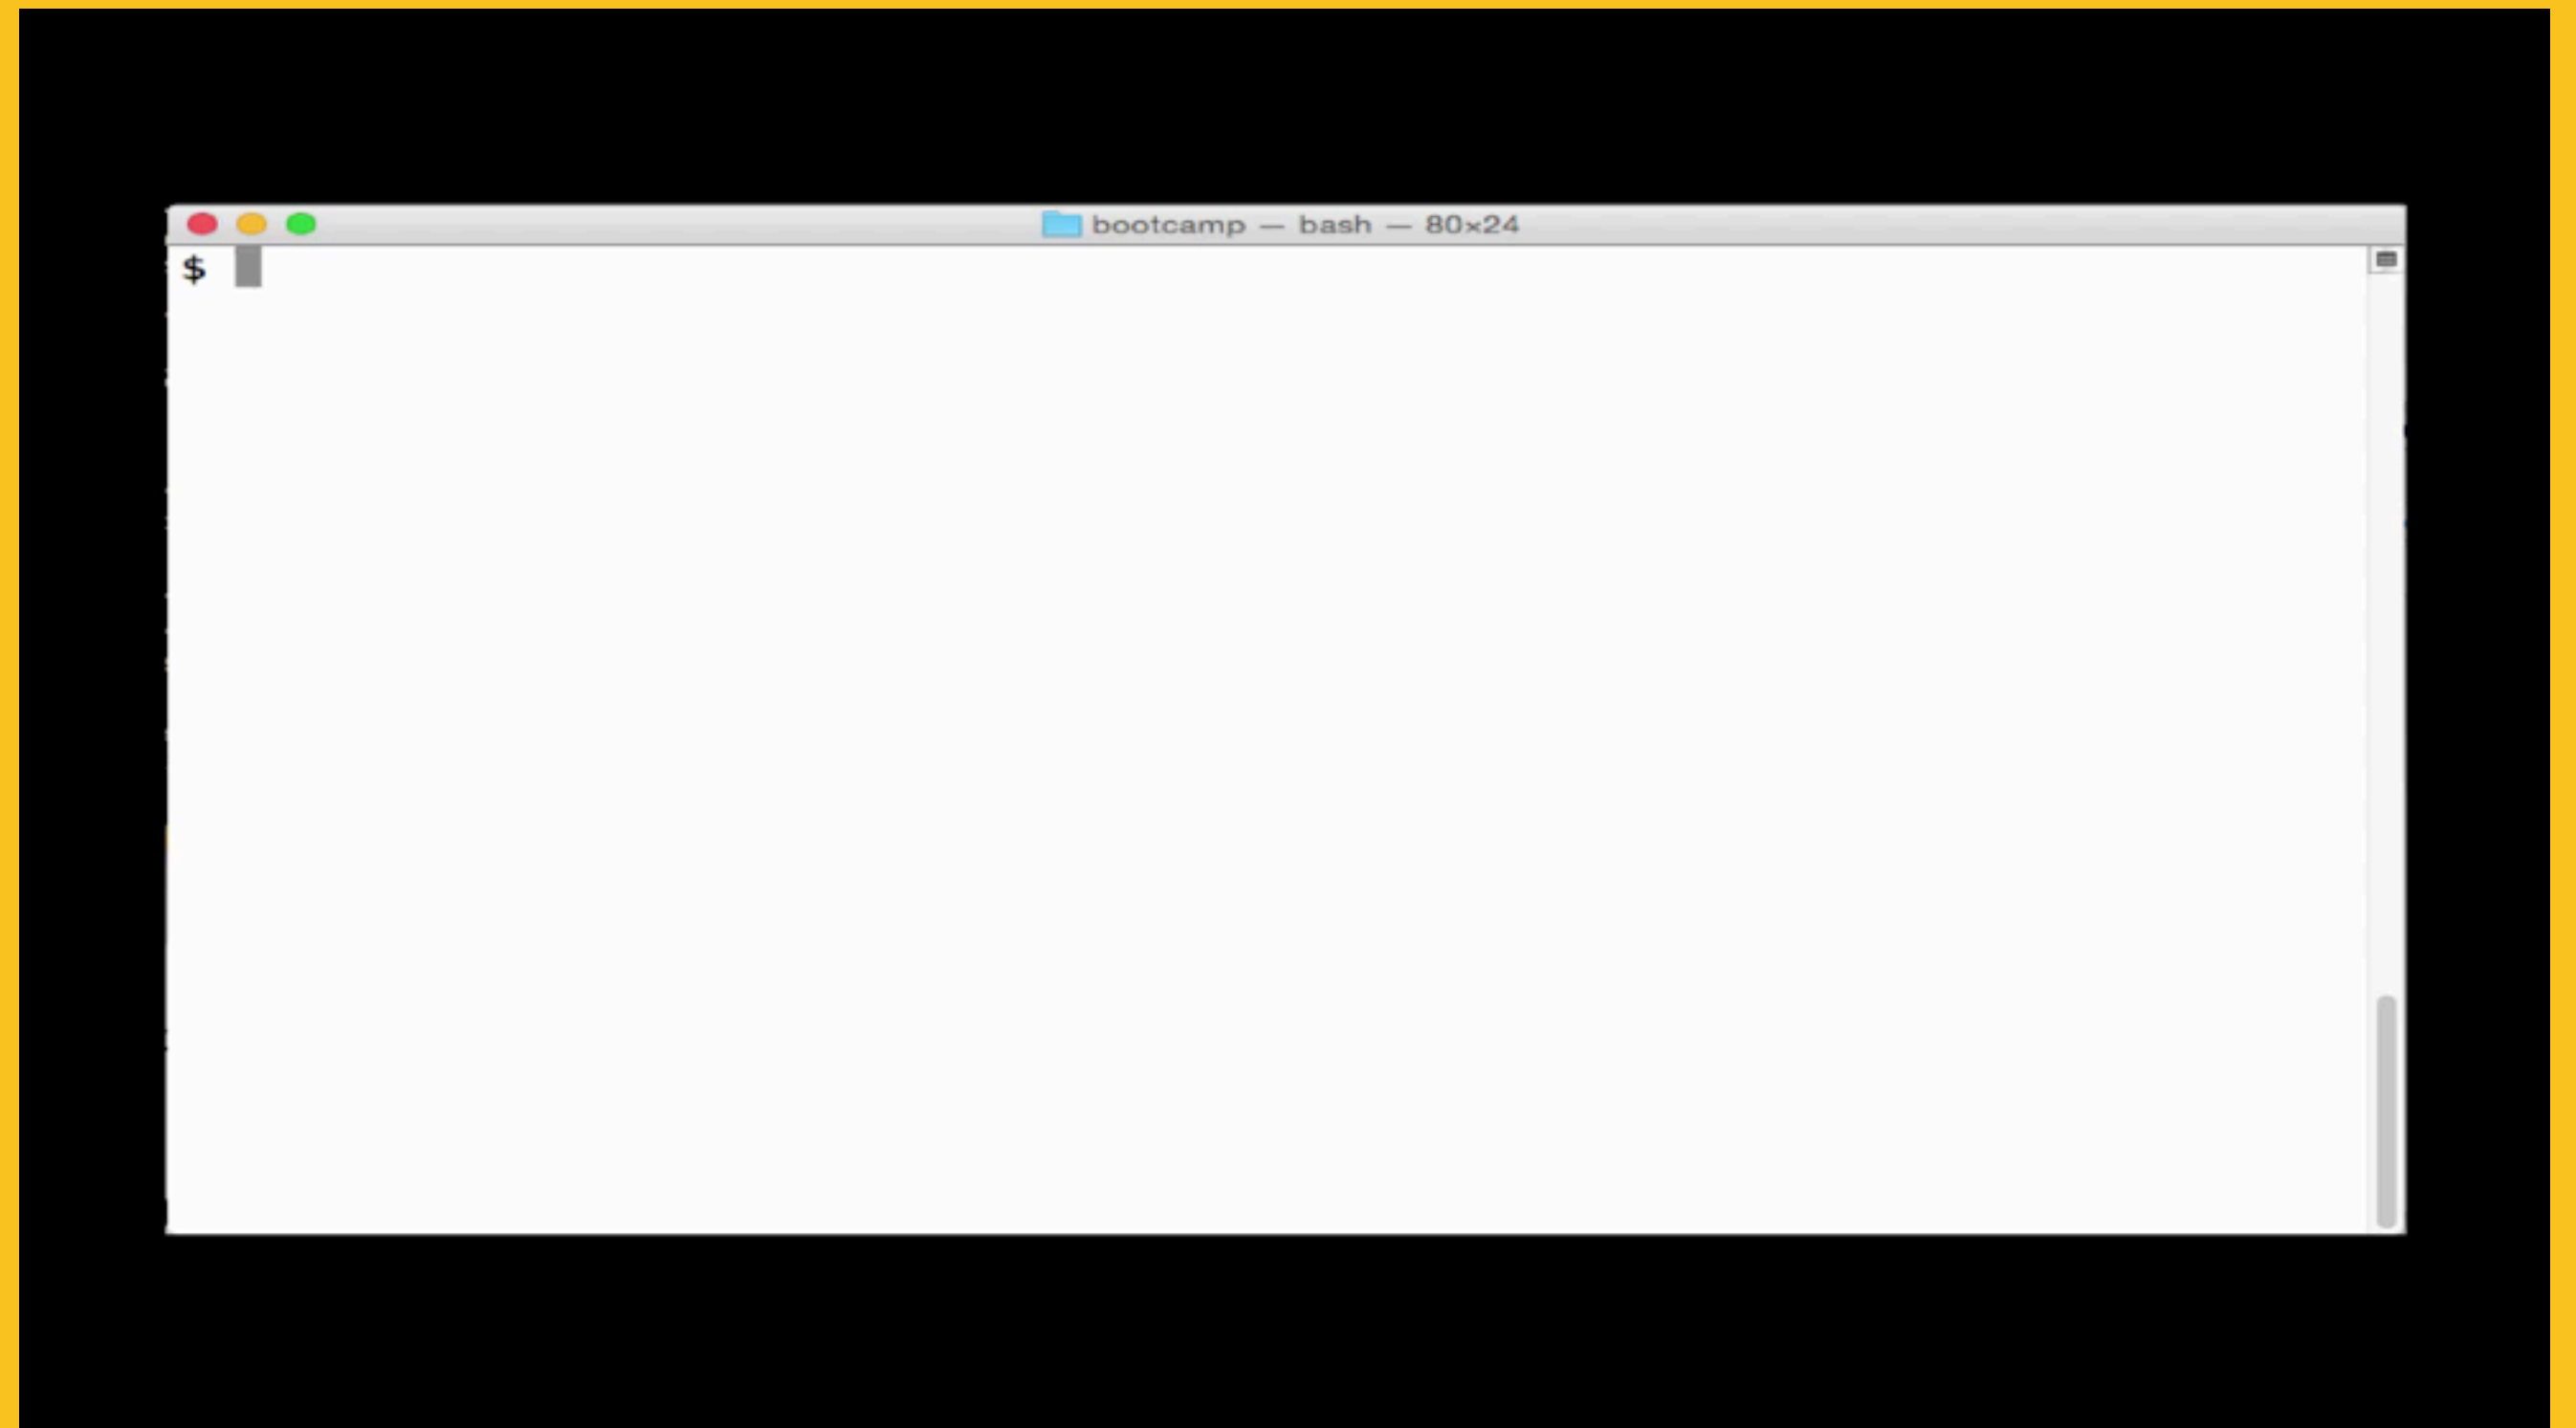 bootcamp — bash — 80×24
$